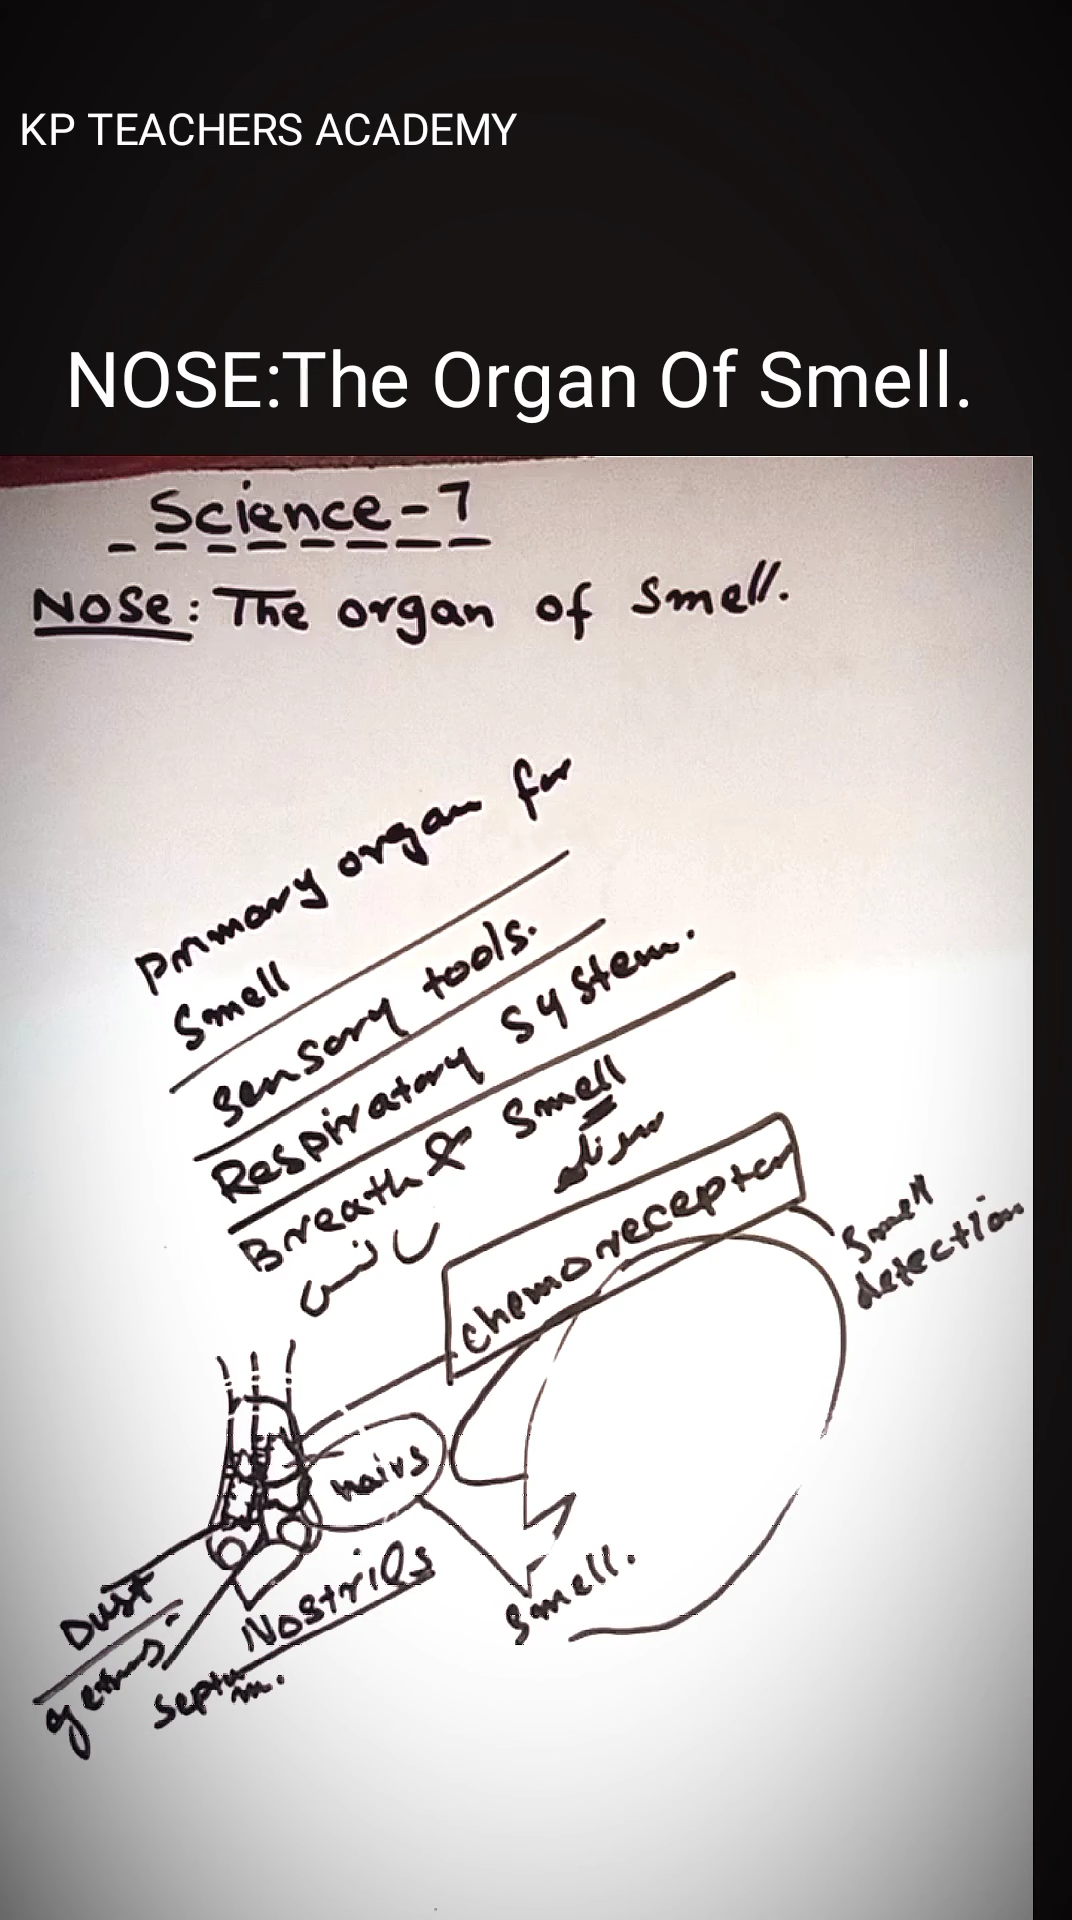 KP TEACHERS ACADEMY
NOSE:The Organ Of Smell.
Science-7
NOSE: The organ of Smell.
primary organ for
Smell
sensory tools.
Respiratory System.
Breath & Smell
سانس
chemoreceptor
Smell
detection
hairs
Dust
germs.
Nostrils
septum.
smell.